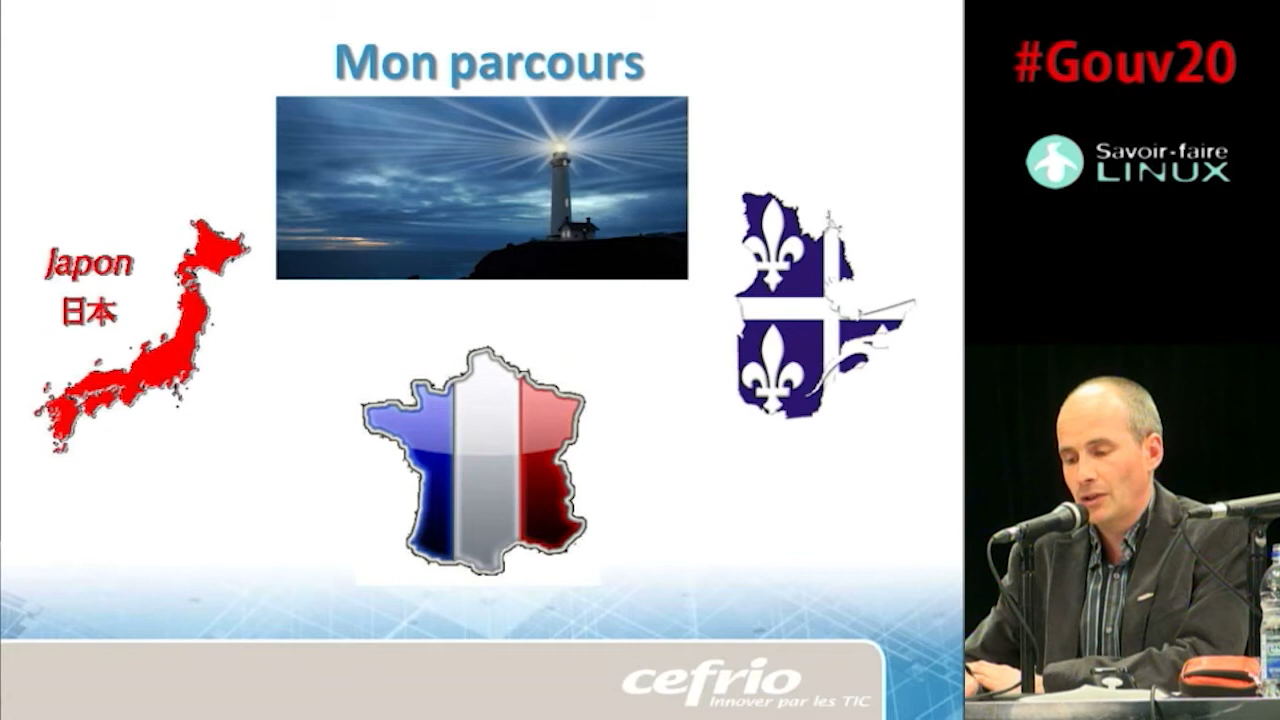 Mon parcours
Japon
日本
cefrio
Innover par les TIC
#Gouv20
Savoir-faire
LINUX